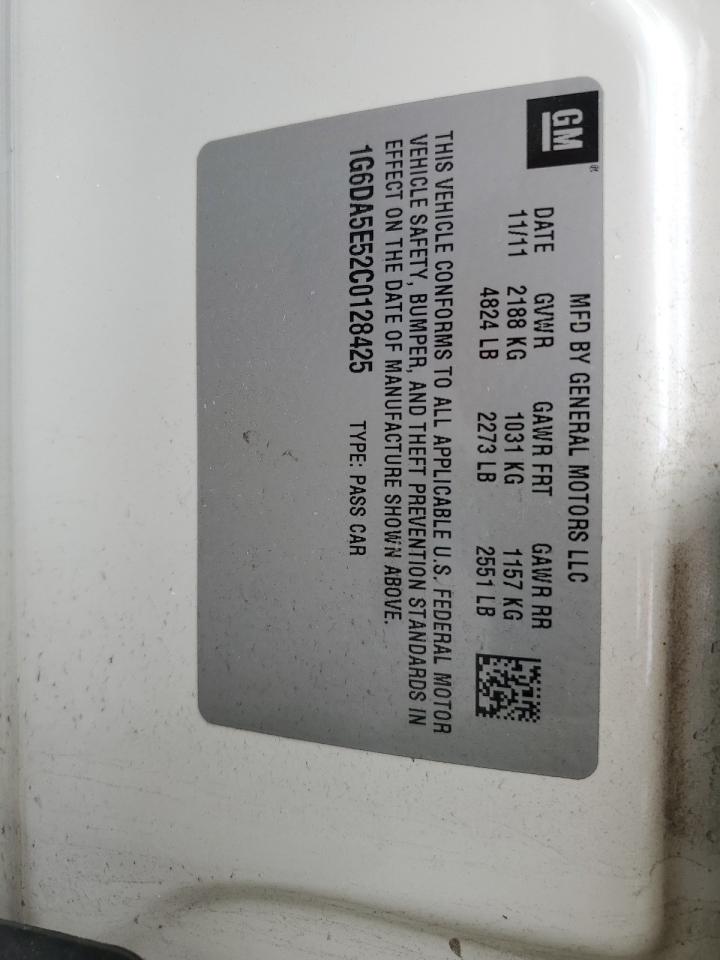 GM®
MFD BY GENERAL MOTORS LLC
DATE GVWR GAWR FRT GAWR RR
11/11 2188 KG 1031 KG 1157 KG
4824 LB 2273 LB 2551 LB
THIS VEHICLE CONFORMS TO ALL APPLICABLE U.S. FEDERAL MOTOR
VEHICLE SAFETY, BUMPER, AND THEFT PREVENTION STANDARDS IN
EFFECT ON THE DATE OF MANUFACTURE SHOWN ABOVE.
1G6DA5E52C0128425 TYPE: PASS CAR